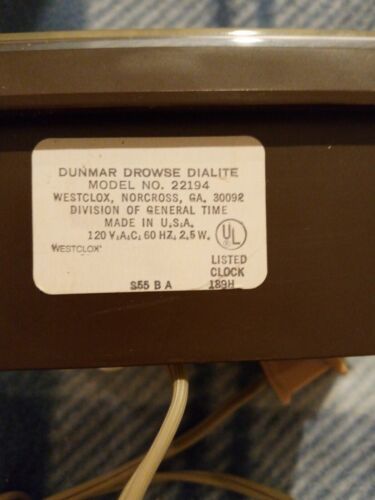 DUNMAR DROWSE DIALITE
MODEL NO. 22194
WESTCLOX, NORCROSS, GA. 30092
DIVISION OF GENERAL TIME
MADE IN U.S.A.
120 V.A.C. 60 HZ. 2.5 W.
UL
WESTCLOX
LISTED
CLOCK
S55 B A 189H